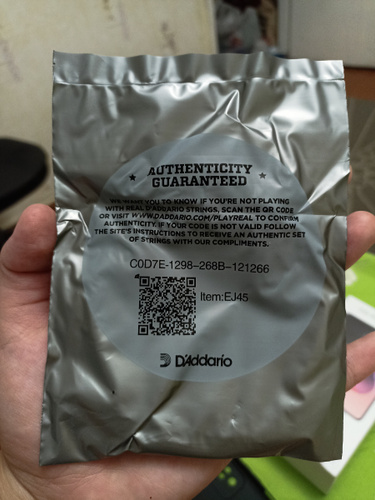 AUTHENTICITY
GUARANTEED
WE WANT YOU TO KNOW IF YOU'RE NOT PLAYING
WITH REAL D'ADDARIO STRINGS, SCAN THE QR CODE
OR VISIT WWW.DADDARIO.COM/PLAYREAL TO CONFIRM
AUTHENTICITY. IF YOUR CODE IS NOT VALID FOLLOW
THE SITE'S INSTRUCTIONS TO RECEIVE AN AUTHENTIC SET
OF STRINGS WITH OUR COMPLIMENTS.
C0D7E-1298-268B-121266
Item:EJ45
D'Addario